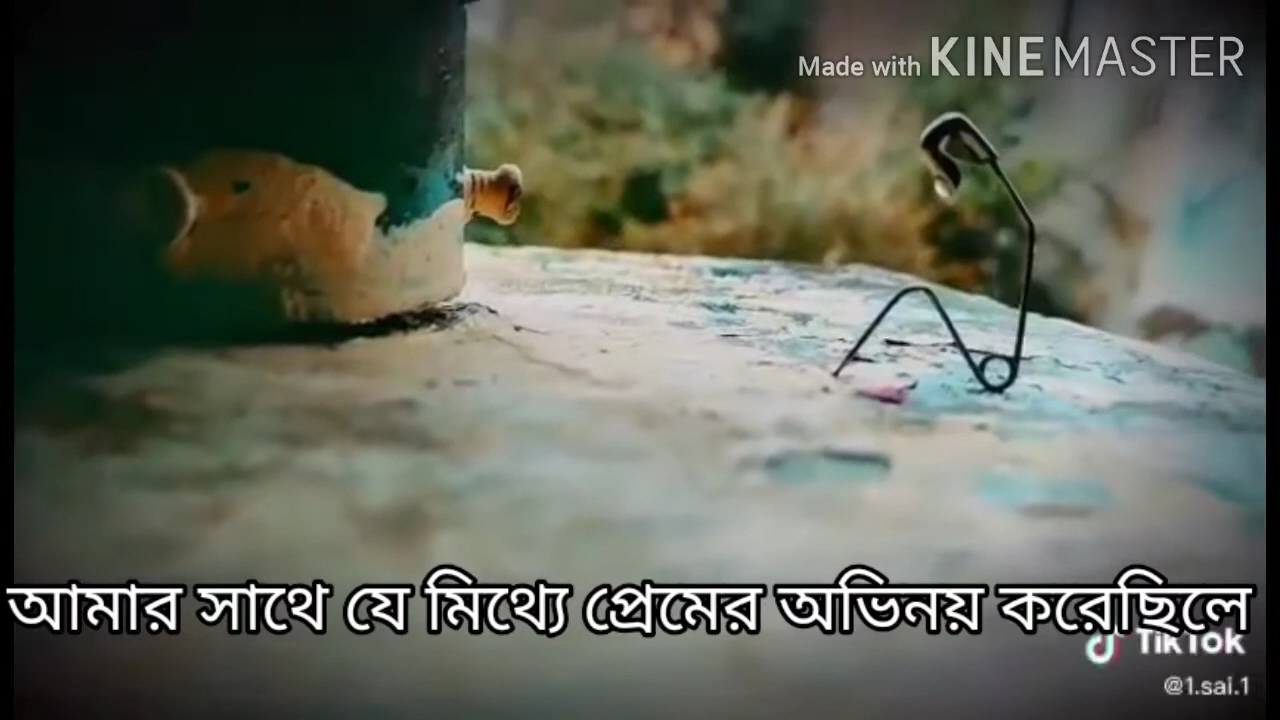 Made with KINEMASTER
আমার সাথে যে মিথ্যে প্রেমের অভিনয় করেছিলে
TikTok
@1.sai.1